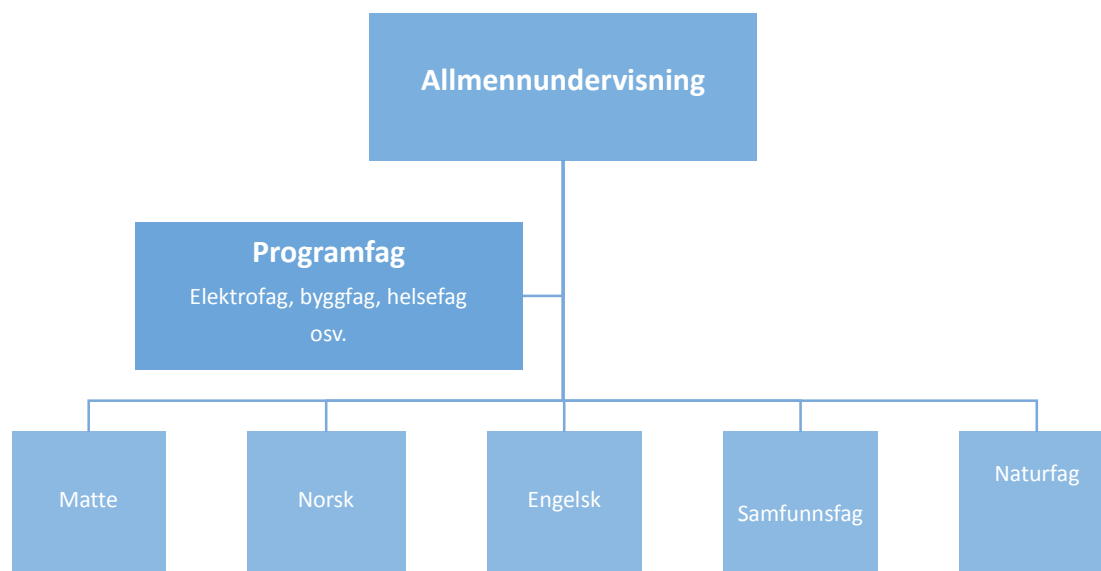 Allmennundervisning
Programfag
Elektrofag, byggfag, helsefag
osv.
Matte
Norsk
Engelsk
Samfunnsfag
Naturfag